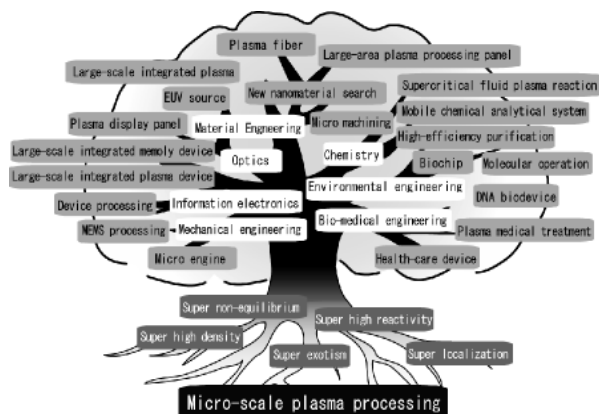 Plasma fiber
Large-area plasma processing panel
Large-scale integrated plasma
Supercritical fluid plasma reaction
EUV source
New nanomaterial search
Mobile chemical analytical system
Plasma display panel
Material Engneering
Micro machining
High-efficiency purification
Large-scale integrated memoly device
Optics
Chemistry
Biochip
Molecular operation
Large-scale integrated plasma device
Environmental engineering
DNA biodevice
Device processing
Information electronics
Bio-medical engineering
MEMS processing
Mechanical engineering
Plasma medical treatment
Micro engine
Health-care device
Super non-equilibrium
Super high reactivity
Super high density
Super exotism
Super localization
Micro-scale plasma processing